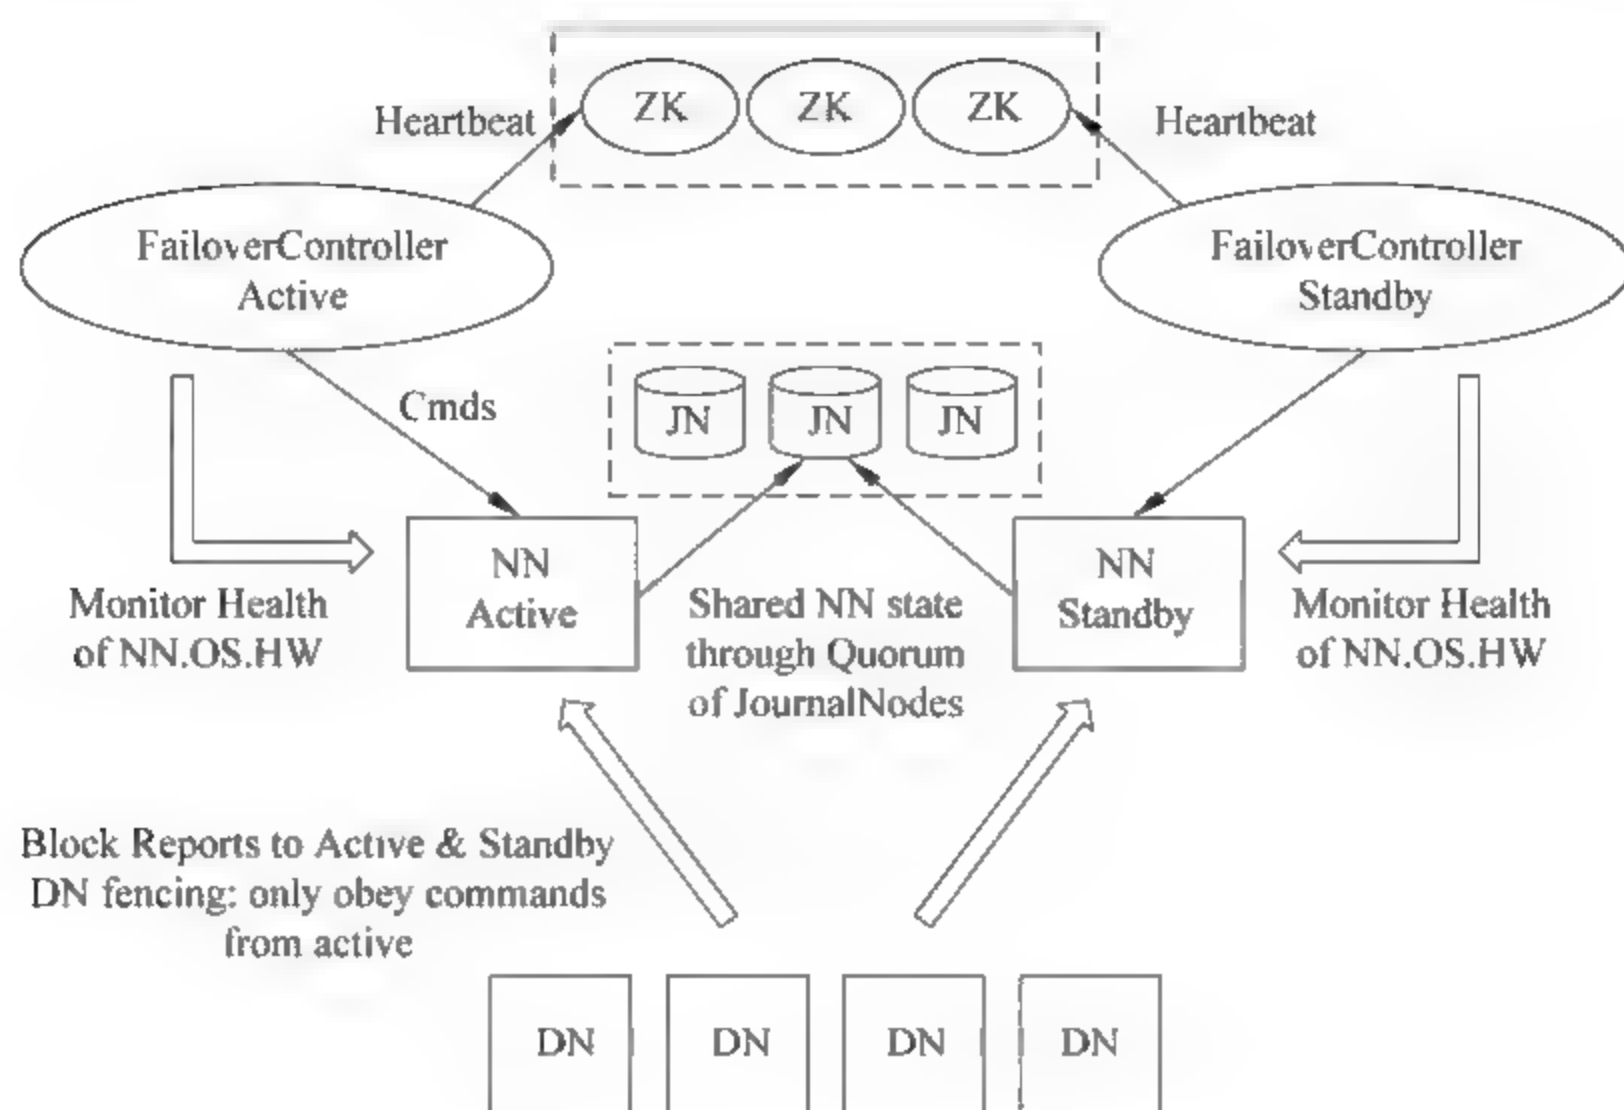 ZK
ZK
ZK
Heartbeat
Heartbeat
FailoverController
Active
FailoverController
Standby
Cmds
JN
JN
JN
NN
Active
NN
Standby
Monitor Health
of NN.OS.HW
Shared NN state
through Quorum
of JournalNodes
Monitor Health
of NN.OS.HW
Block Reports to Active & Standby
DN fencing: only obey commands
from active
DN
DN
DN
DN